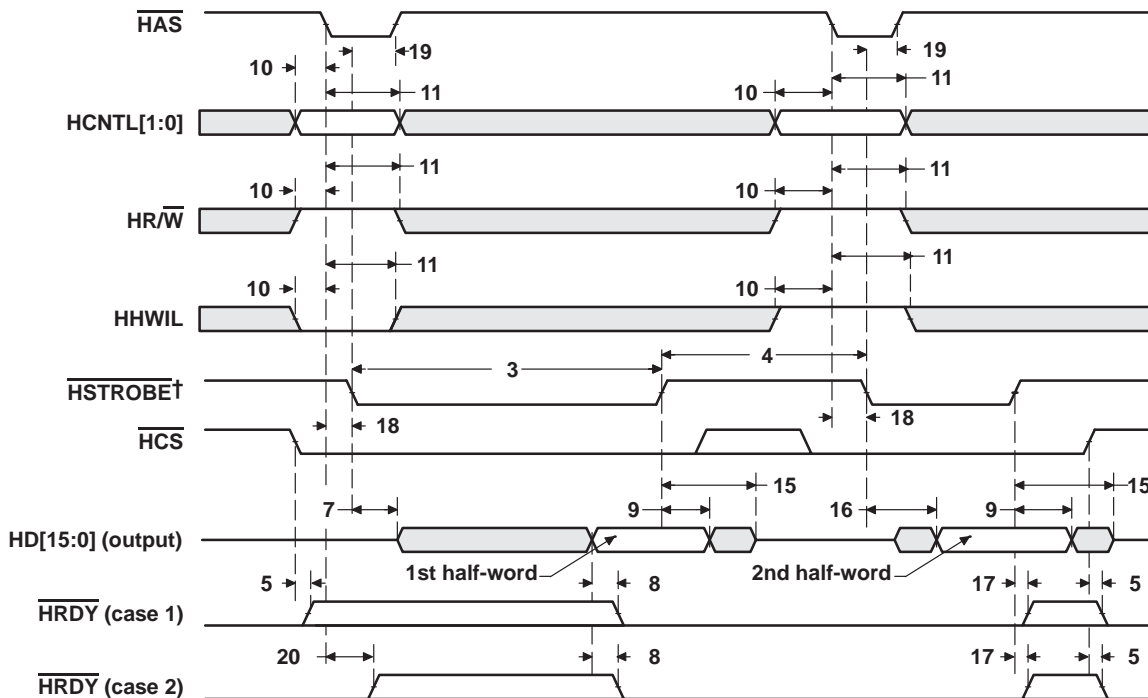 HAS
19
19
10
11
10
11
HCNTL[1:0]
11
11
10
10
HR/W
11
11
10
10
HHWIL
3
4
HSTROBE†
18
18
HCS
15
15
7
9
16
9
HD[15:0] (output)
1st half-word
2nd half-word
5
8
17
5
HRDY (case 1)
20
8
17
5
HRDY (case 2)